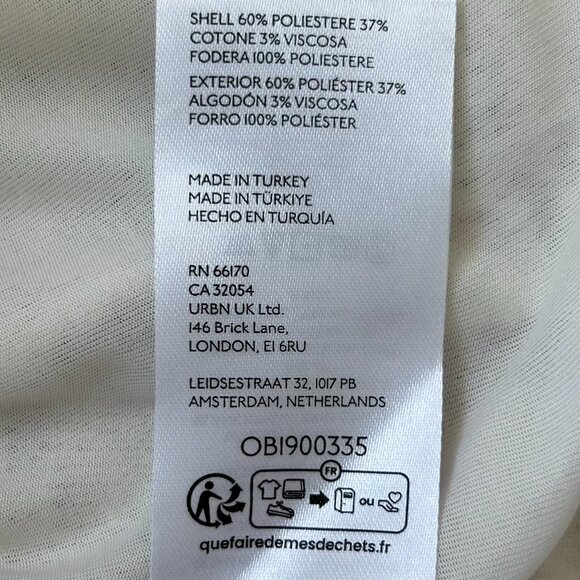 SHELL 60% POLIESTERE 37%
COTONE 3% VISCOSA
FODERA 100% POLIESTERE
EXTERIOR 60% POLIÉSTER 37%
ALGODÓN 3% VISCOSA
FORRO 100% POLIÉSTER
MADE IN TURKEY
MADE IN TÜRKIYE
HECHO EN TURQUÍA
RN 66170
CA 32054
URBN UK Ltd.
146 Brick Lane,
LONDON, E1 6RU
LEIDSESTRAAT 32, 1017 PB
AMSTERDAM, NETHERLANDS
OB1900335
FR
ou
quefairedemesdechets.fr